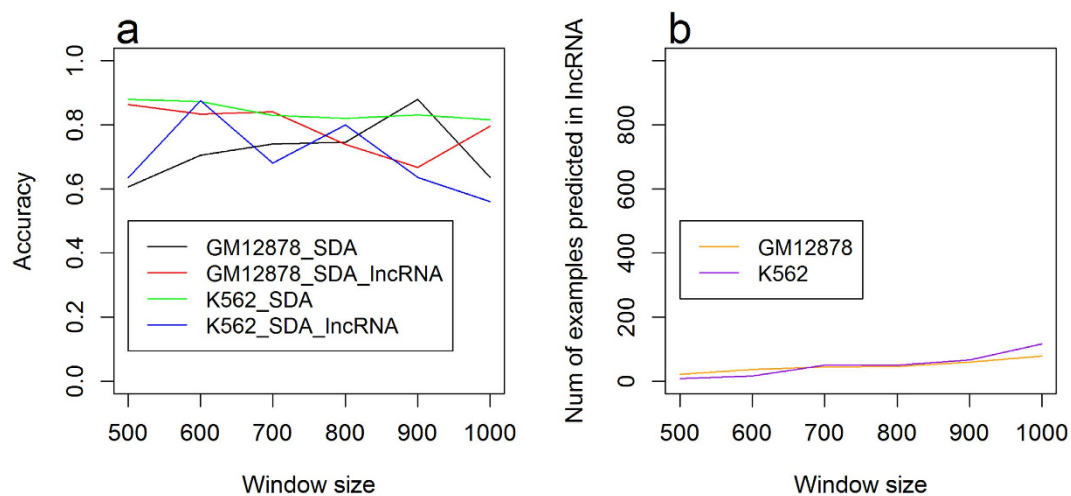 a
Accuracy
1.0
0.8
0.6
0.4
0.2
0.0
GM12878_SDA
GM12878_SDA_lncRNA
K562_SDA
K562_SDA_lncRNA
500 600 700 800 900 1000
Window size
b
Num of examples predicted in lncRNA
800
600
400
200
0
GM12878
K562
500 600 700 800 900 1000
Window size